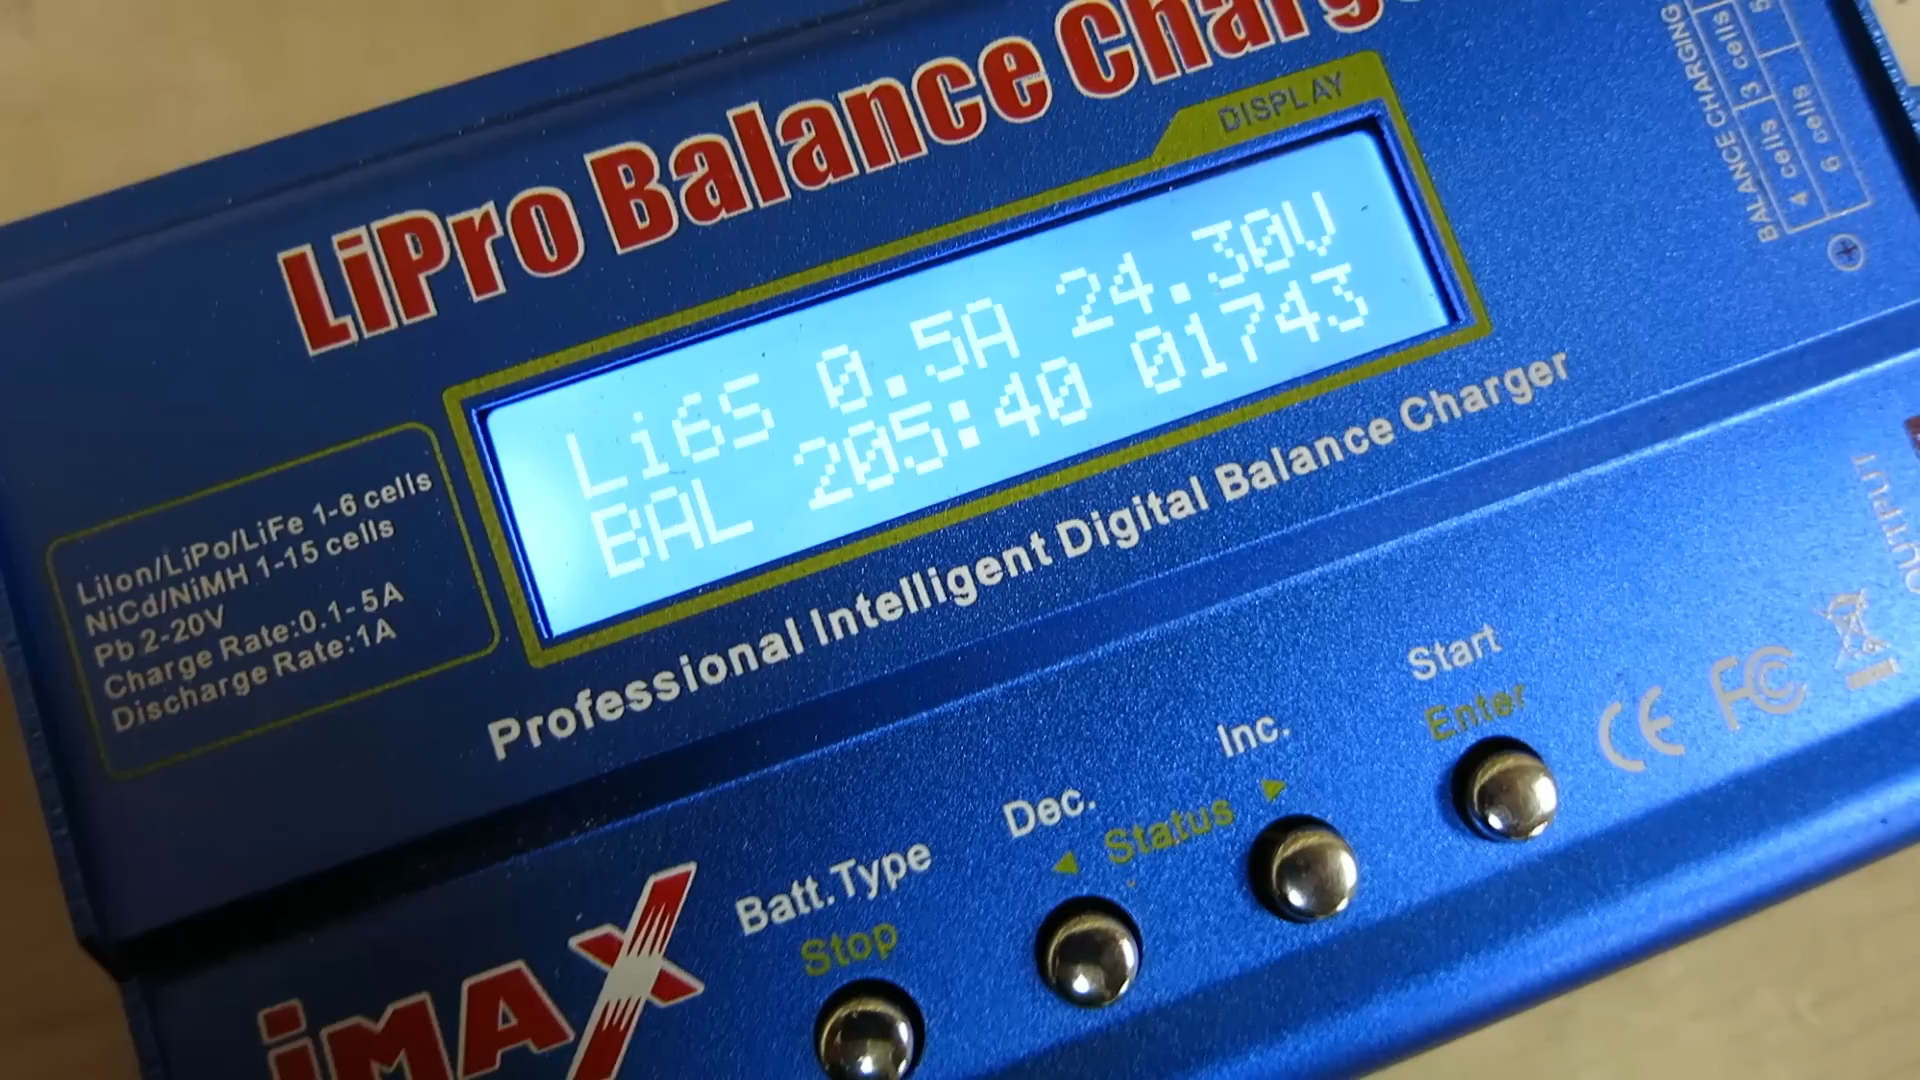 LiPro Balance Charg
DISPLAY
Li6S 0.5A 24.30V
BAL 205:40 01743
Professional Intelligent Digital Balance Charger
LiIon/LiPo/LiFe 1-6 cells
NiCd/NiMH 1-15 cells
Pb 2-20V
Charge Rate:0.1-5A
Discharge Rate:1A
BALANCE CHARGING
3 cells
5
4 cells
6 cells
OUTPUT
Start
Enter
Inc.
Dec.
◄ Status ►
Batt.Type
Stop
CE FC
iMAX